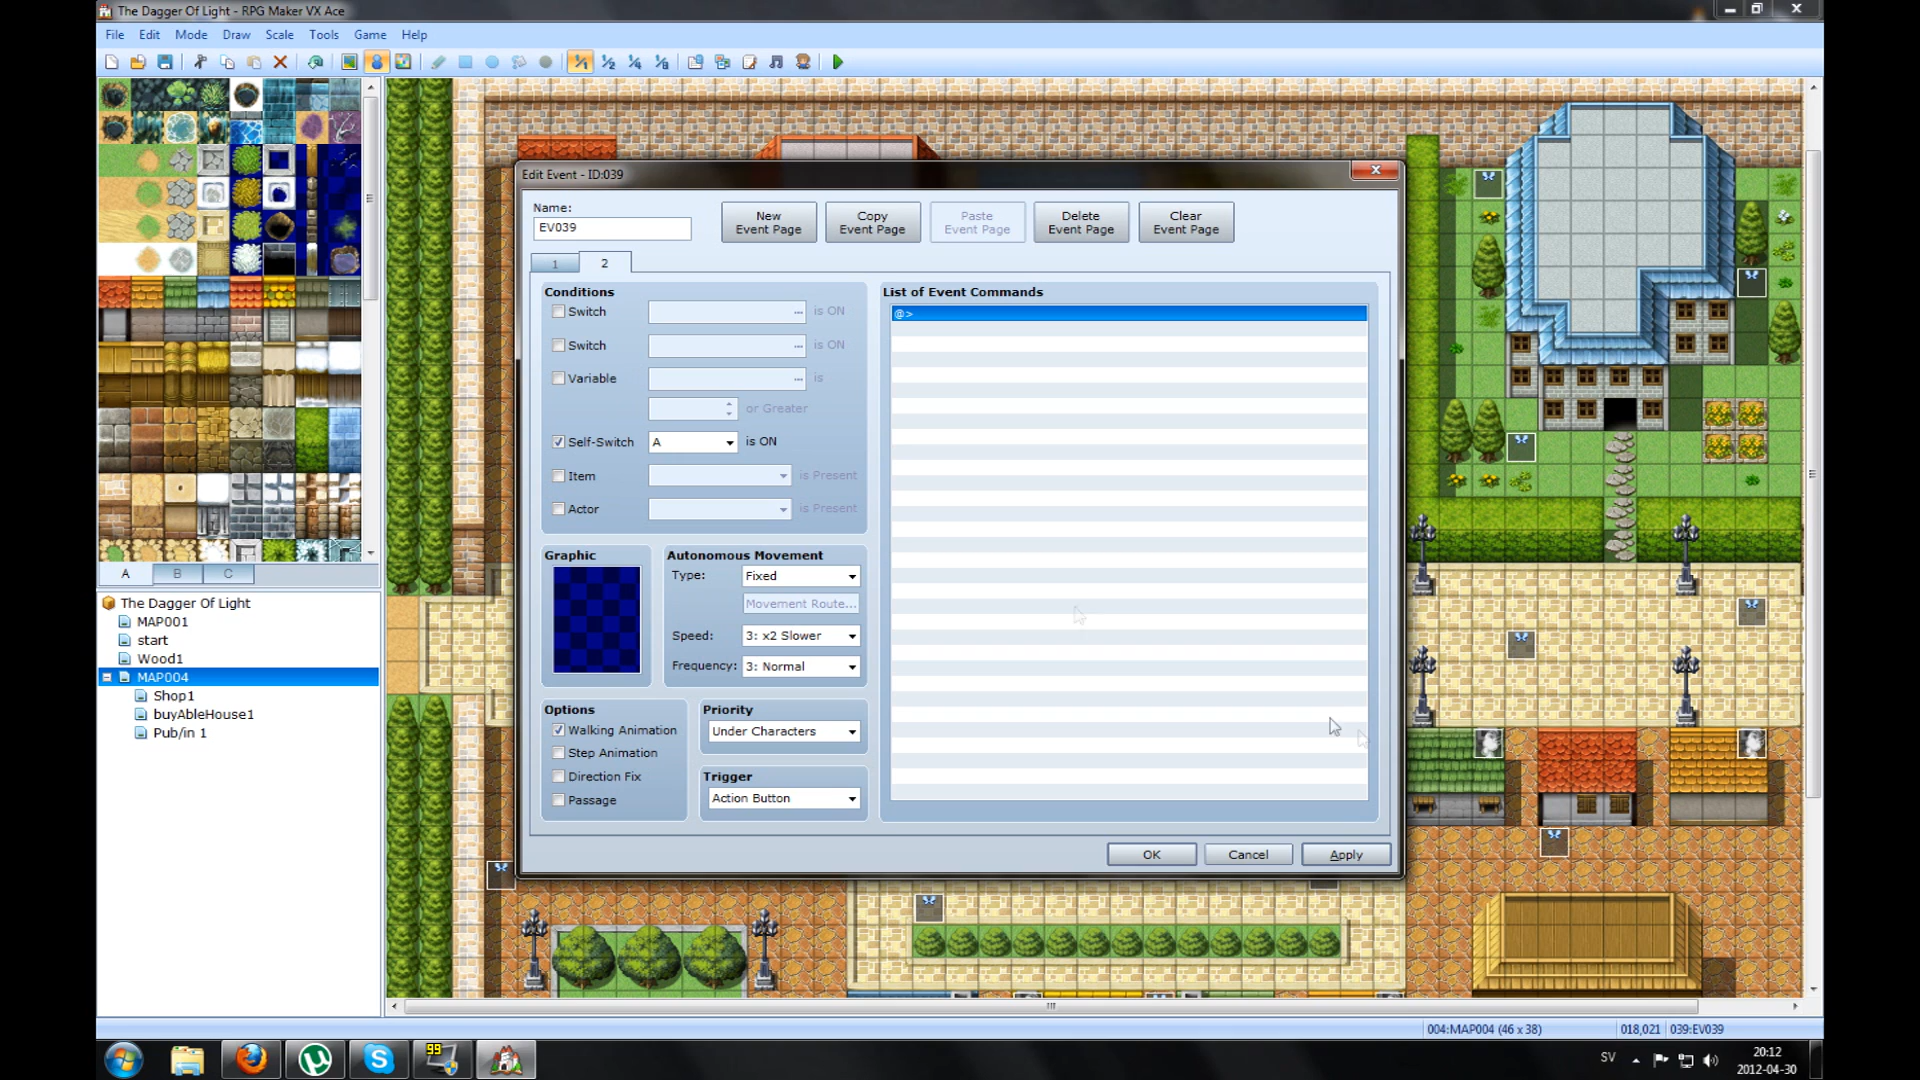 The Dagger Of Light - RPG Maker VX Ace
File Edit Mode Draw Scale Tools Game Help
Edit Event - ID:039
Name:
EV039
New Event Page
Copy Event Page
Paste Event Page
Delete Event Page
Clear Event Page
1 2
Conditions
Switch ... is ON
Switch ... is ON
Variable ... is
or Greater
Self-Switch A is ON
Item is Present
Actor is Present
Graphic
Autonomous Movement
Type: Fixed
Movement Route...
Speed: 3: x2 Slower
Frequency: 3: Normal
Options
Walking Animation
Step Animation
Direction Fix
Passage
Priority
Under Characters
Trigger
Action Button
List of Event Commands
@>
OK Cancel Apply
A B C
The Dagger Of Light
MAP001
start
Wood1
MAP004
Shop1
buyAbleHouse1
Pub/in 1
004:MAP004 (46 x 38) 018,021 039:EV039
99
SV
20:12
2012-04-30